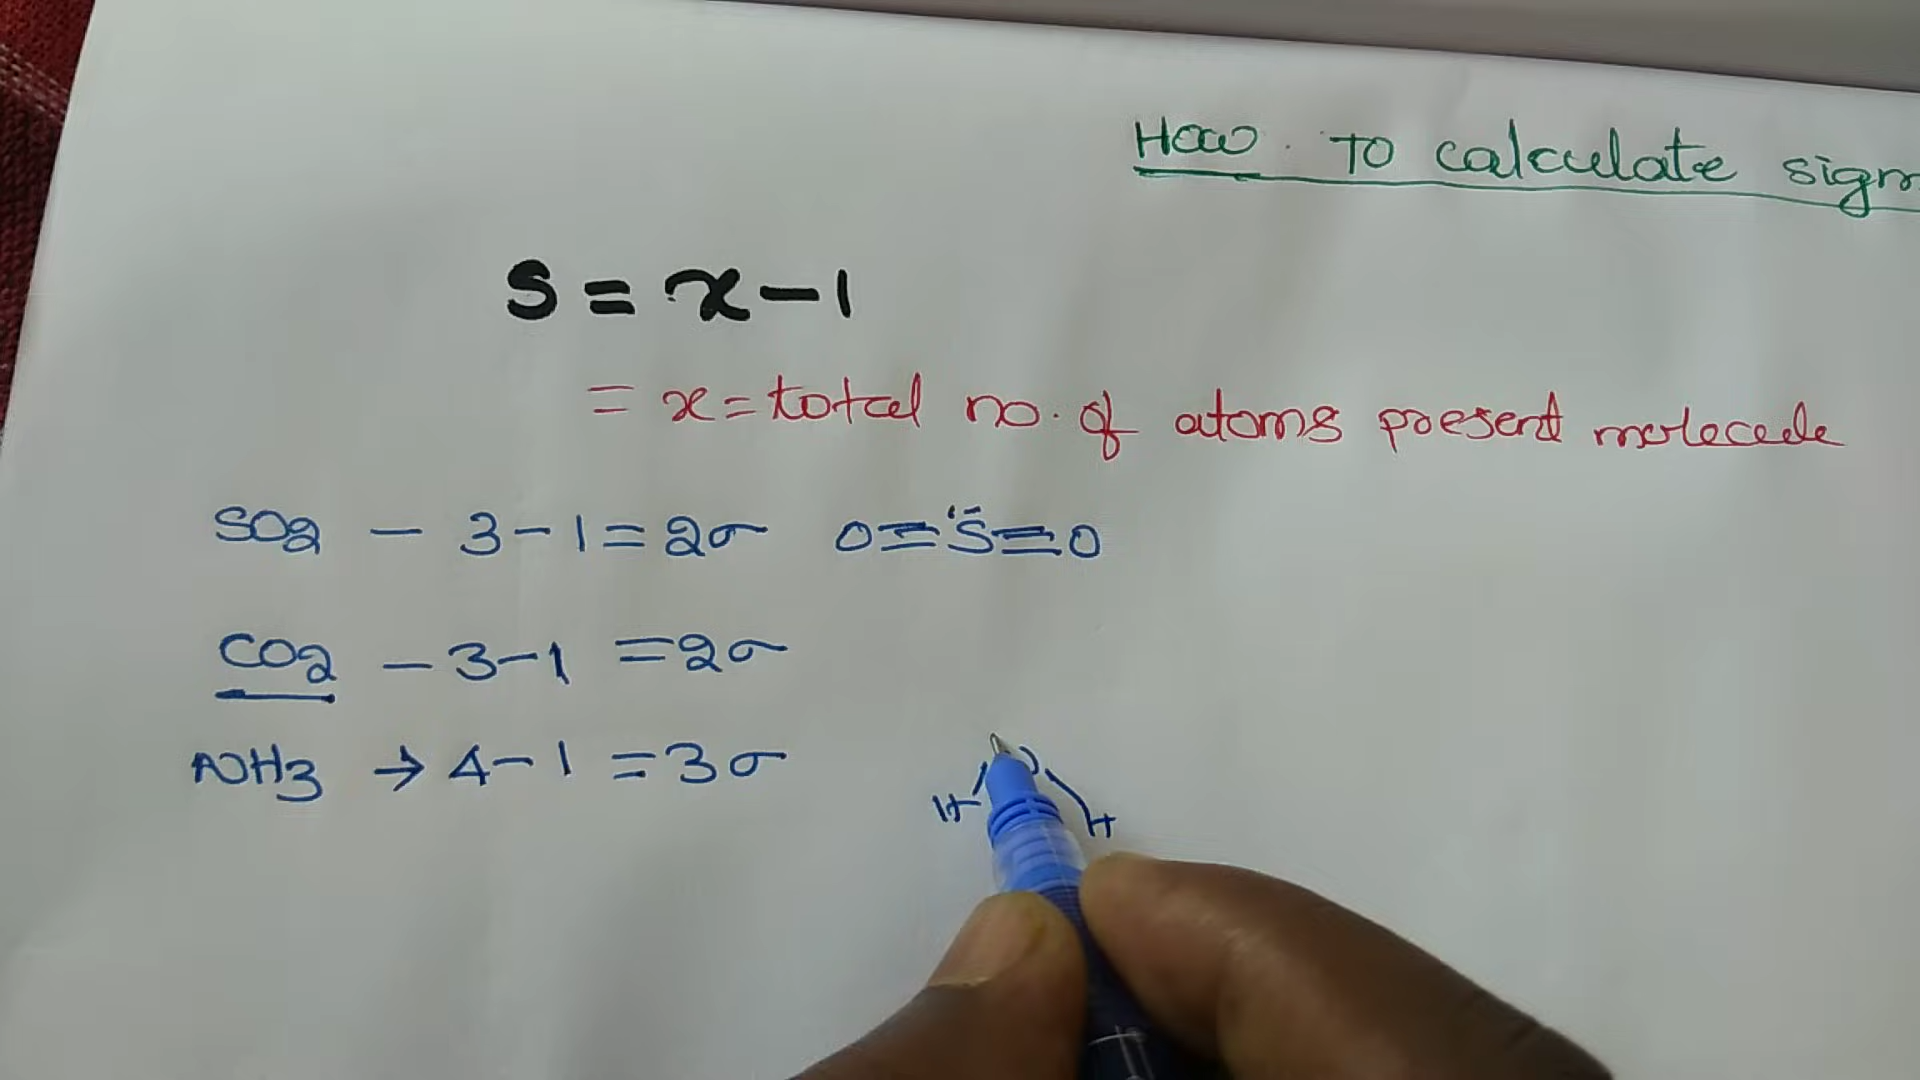 How To calculate sigm
S = x - 1
= x = total no. of atoms present molecule
SO2 - 3 - 1 = 2σ O=S=O
CO2 - 3 - 1 = 2σ
NH3 → 4 - 1 = 3σ
H H